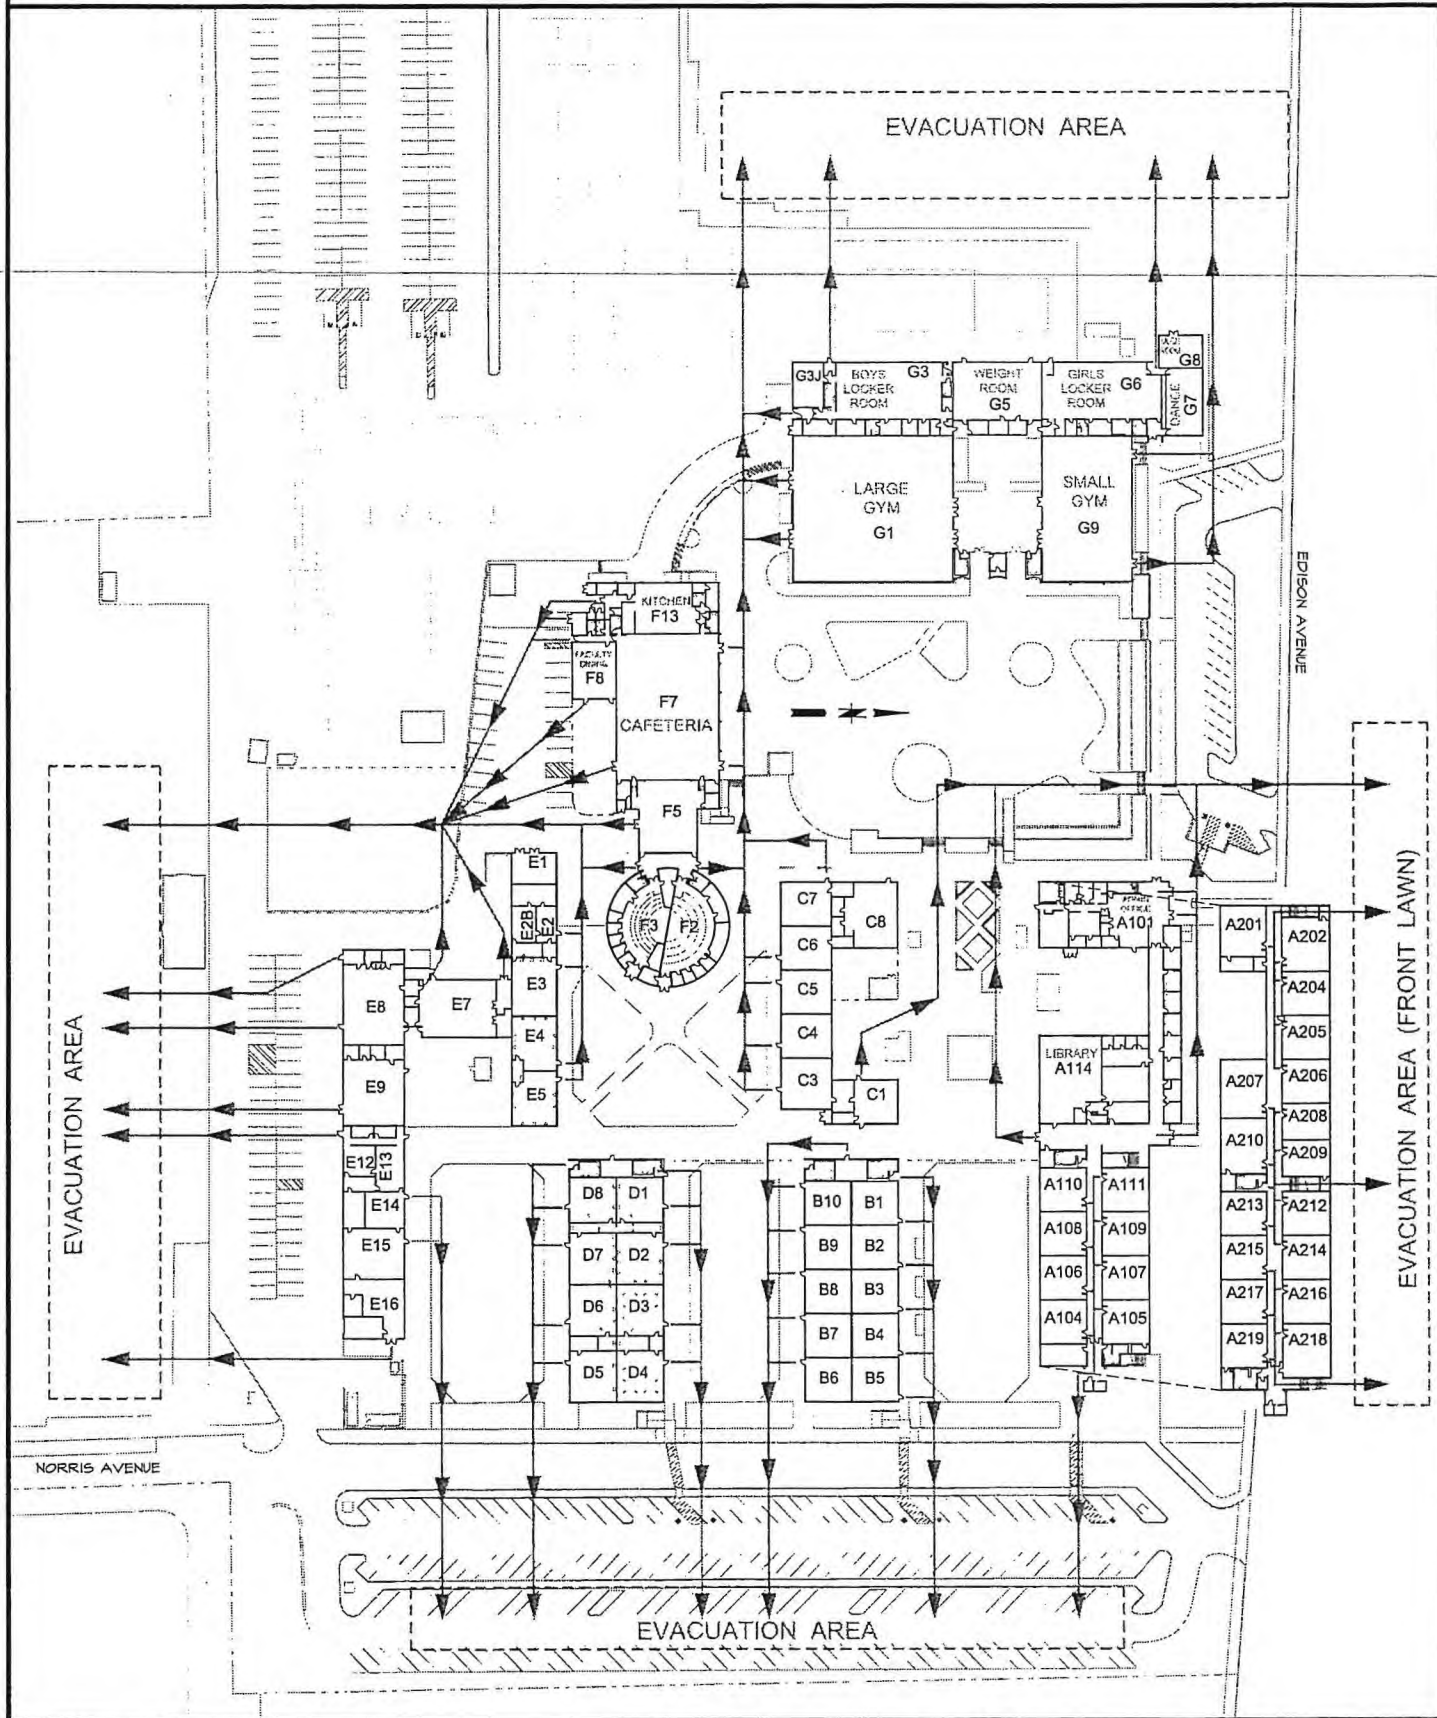 EVACUATION AREA
G3J
BOYS
LOCKER
ROOM
G3
WEIGHT
ROOM
G5
GIRLS
LOCKER
ROOM
G6
G8
DANCE
G7
LARGE
GYM
G1
SMALL
GYM
G9
EDISON AVENUE
KITCHEN
F13
FACULTY
DINING
F8
F7
CAFETERIA
F5
F3
F2
E1
E2B
E2
E3
E4
E5
E7
E8
E9
E12
E13
E14
E15
E16
C7
C8
C6
C5
C4
C3
C1
OFFICE
A101
LIBRARY
A114
A110
A111
A108
A109
A106
A107
A104
A105
A201
A202
A204
A205
A207
A206
A208
A210
A209
A213
A212
A215
A214
A217
A216
A219
A218
EVACUATION AREA
EVACUATION AREA (FRONT LAWN)
D8
D1
D7
D2
D6
D3
D5
D4
B10
B1
B9
B2
B8
B3
B7
B4
B6
B5
NORRIS AVENUE
EVACUATION AREA